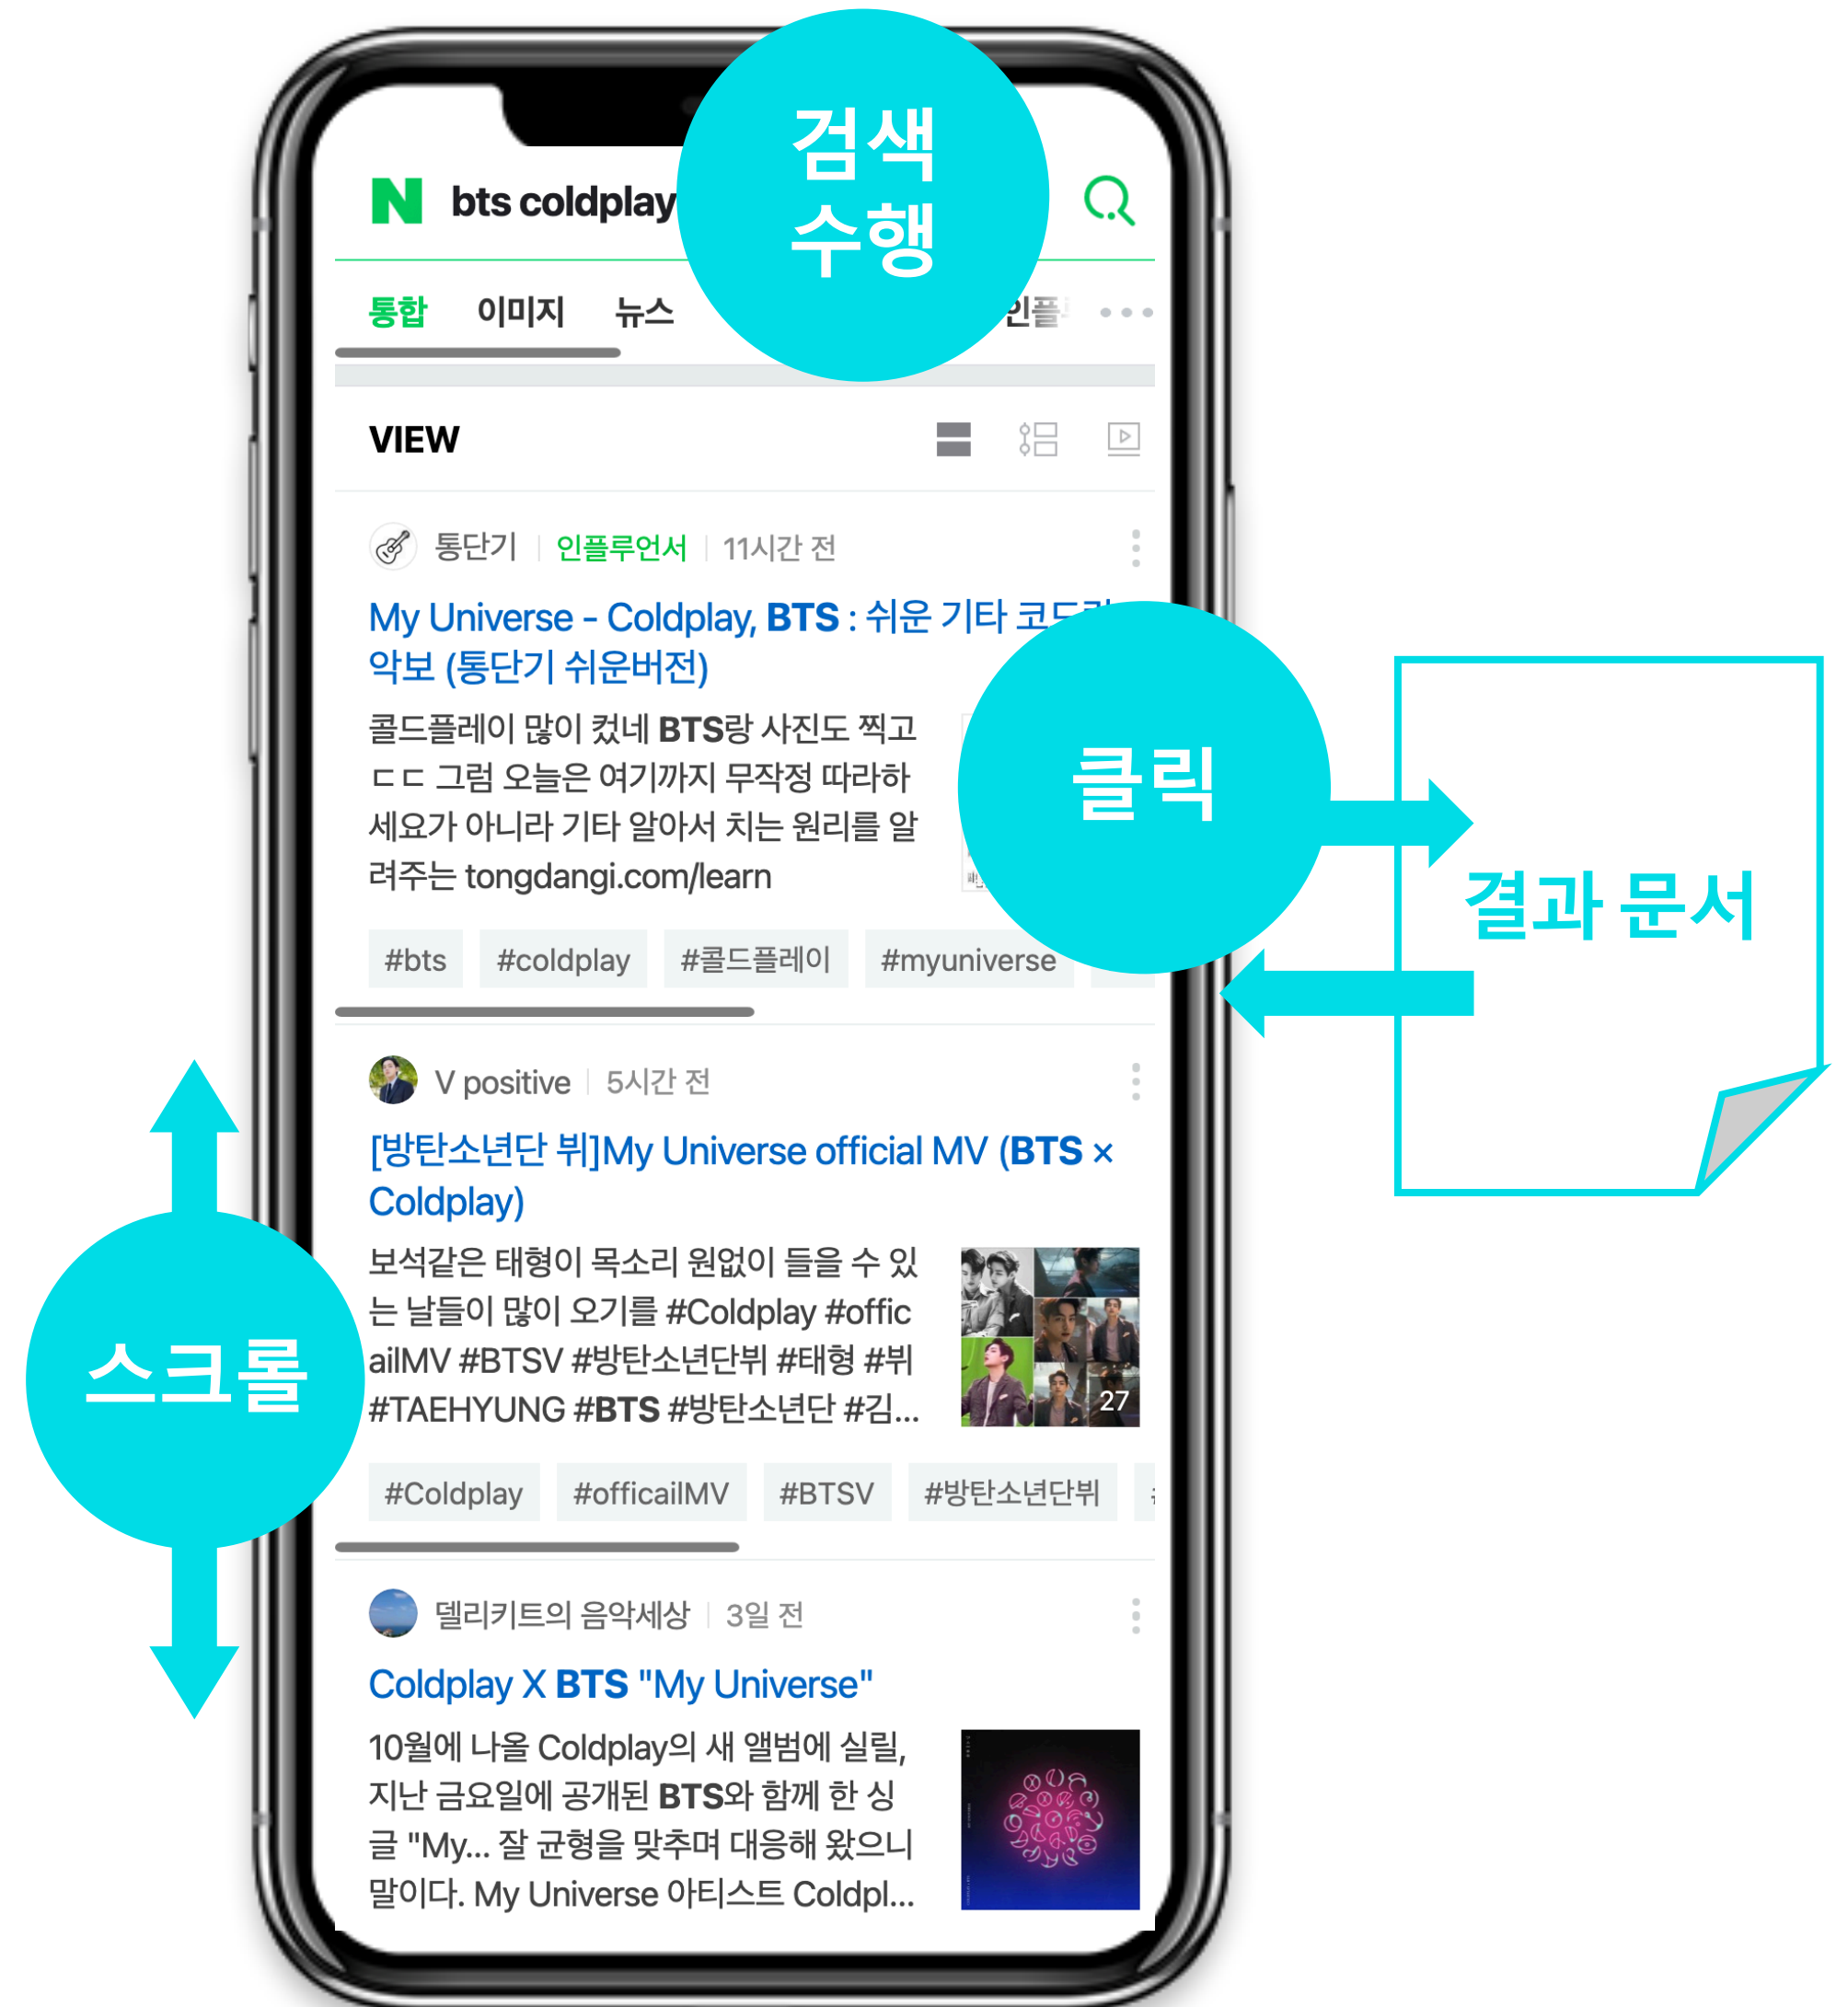 검색
수행
N bts coldplay
통합 이미지 뉴스
VIEW
통단기 인플루언서 11시간 전
My Universe - Coldplay, BTS : 쉬운 기타
악보 (통단기 쉬운버전)
콜드플레이 많이 컸네 BTS랑 사진도 찍고
ㄷㄷ 그럼 오늘은 여기까지 무작정 따라하
세요가 아니라 기타 알아서 치는 원리를 알
려주는 tongdangi.com/learn
클릭
결과 문서
#bts #coldplay #콜드플레이 #myuniverse
V positive 5시간 전
[방탄소년단 뷔]My Universe official MV (BTS ×
Coldplay)
보석같은 태형이 목소리 원없이 들을 수 있
는 날들이 많이 오기를 #Coldplay #offic
ailMV #BTSV #방탄소년단뷔 #태형 #뷔
#TAEHYUNG #BTS #방탄소년단 #김...
27
스크롤
#Coldplay #officailMV #BTSV #방탄소년단뷔
델리키트의 음악세상 3일 전
Coldplay X BTS "My Universe"
10월에 나올 Coldplay의 새 앨범에 실릴,
지난 금요일에 공개된 BTS와 함께 한 싱
글 "My... 잘 균형을 맞추며 대응해 왔으니
말이다. My Universe 아티스트 Coldpl...